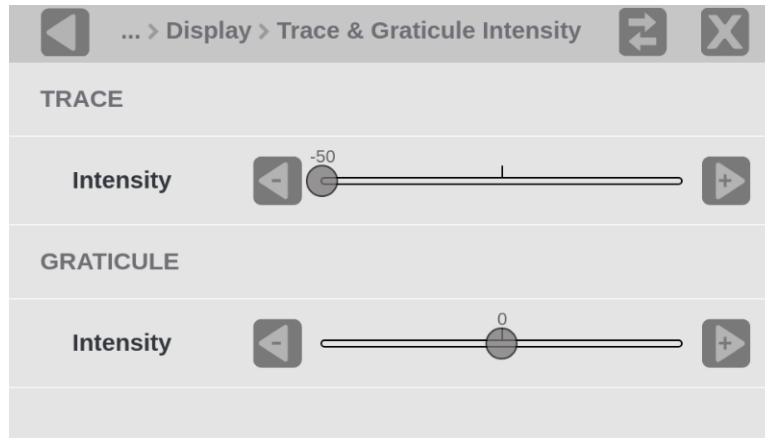 ... > Display > Trace & Graticule Intensity
TRACE
-50
Intensity - +
GRATICULE
0
Intensity - +